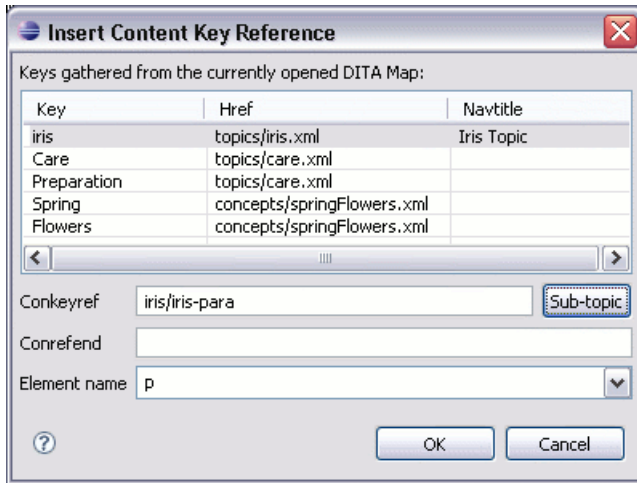 Insert Content Key Reference
Keys gathered from the currently opened DITA Map:
Key Href Navtitle
iris topics/iris.xml Iris Topic
Care topics/care.xml
Preparation topics/care.xml
Spring concepts/springFlowers.xml
Flowers concepts/springFlowers.xml
Conkeyref iris/iris-para Sub-topic
Conrefend
Element name p
OK Cancel